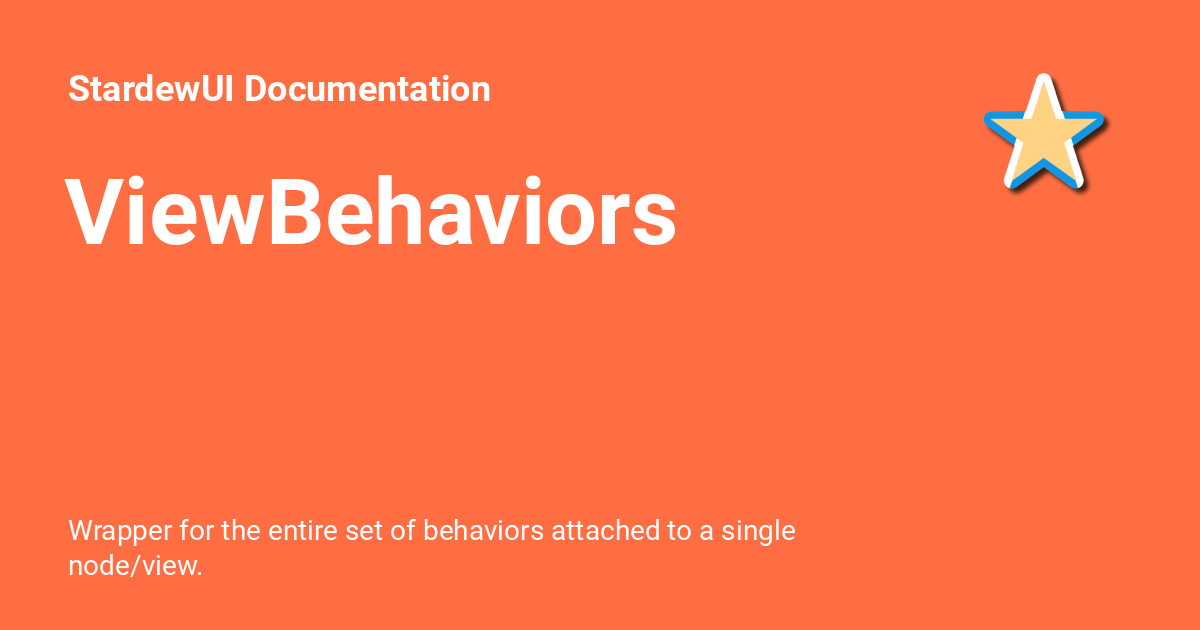 StardewUI Documentation
ViewBehaviors
Wrapper for the entire set of behaviors attached to a single
node/view.